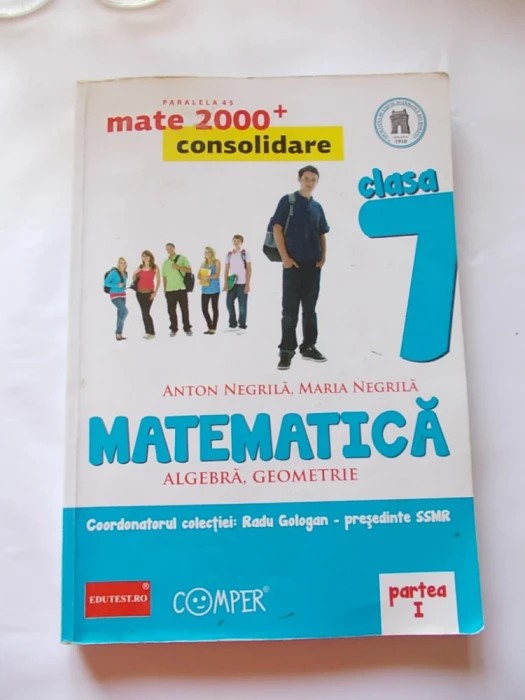 PARALELA 45
mate 2000+
consolidare
clasa
7
ANTON NEGRILĂ, MARIA NEGRILĂ
MATEMATICĂ
ALGEBRĂ, GEOMETRIE
Coordonatorul colecției: Radu Gologan - președinte SSMR
EDUTEST.RO®
COMPER®
partea
I